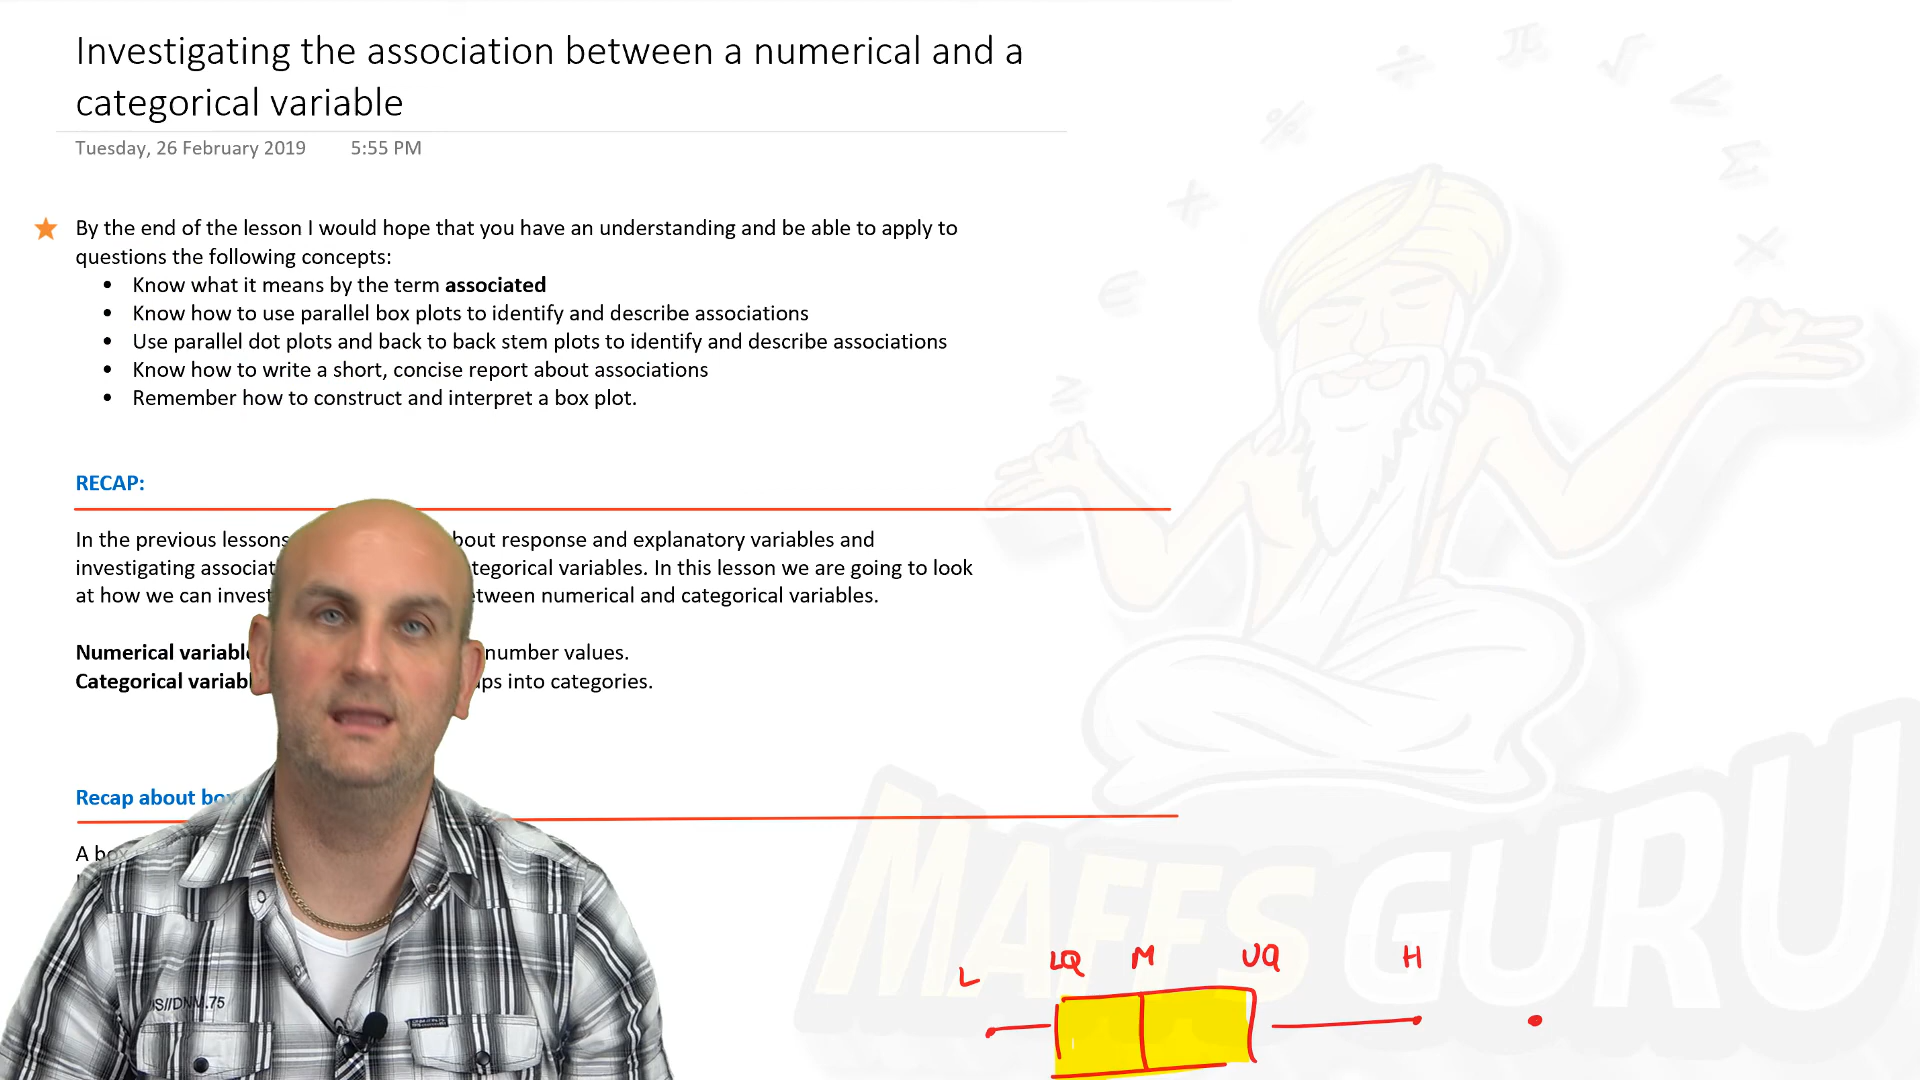 Investigating the association between a numerical and a
categorical variable
Tuesday, 26 February 2019 5:55 PM
By the end of the lesson I would hope that you have an understanding and be able to apply to
questions the following concepts:
• Know what it means by the term associated
• Know how to use parallel box plots to identify and describe associations
• Use parallel dot plots and back to back stem plots to identify and describe associations
• Know how to write a short, concise report about associations
• Remember how to construct and interpret a box plot.
RECAP:
In the previous lessons bout response and explanatory variables and
investigating associat tegorical variables. In this lesson we are going to look
at how we can invest tween numerical and categorical variables.
Numerical variabl number values.
Categorical variabl ups into categories.
Recap about bo
A bo
L LQ M UQ H
MAFFS GURU
% ÷ π √ < Σ × + € ≥